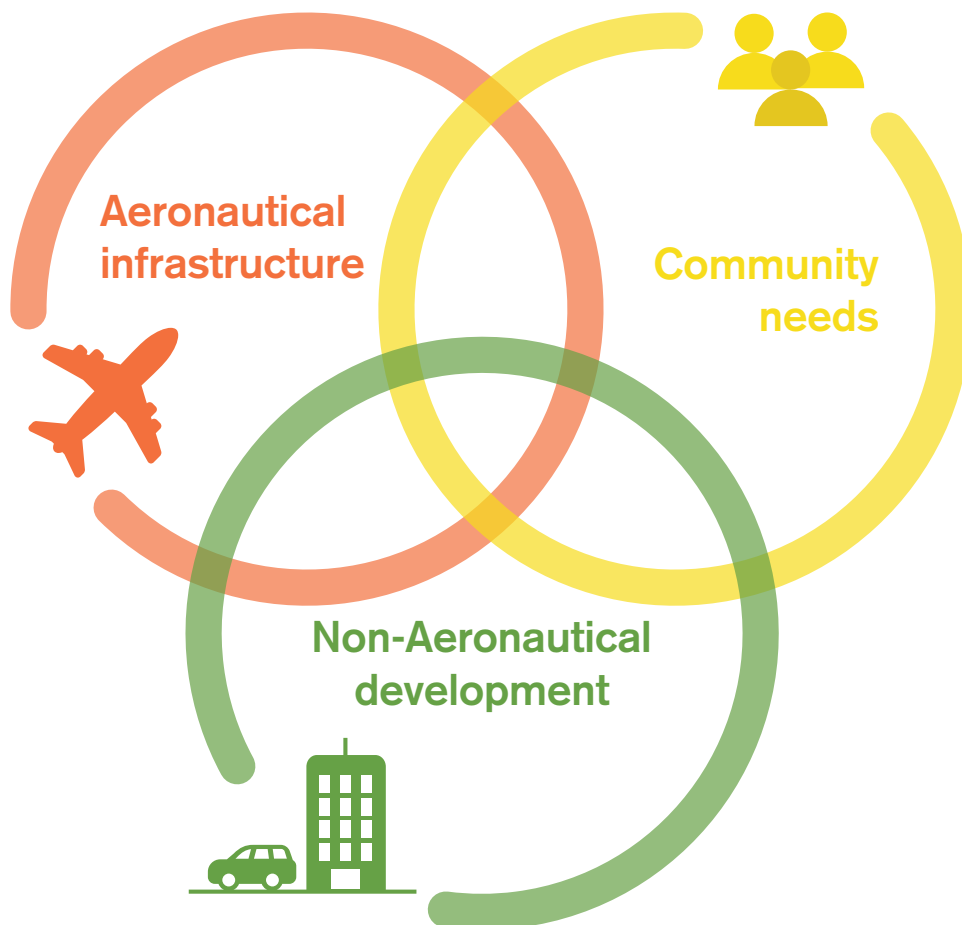 Aeronautical
infrastructure
Community
needs
Non-Aeronautical
development